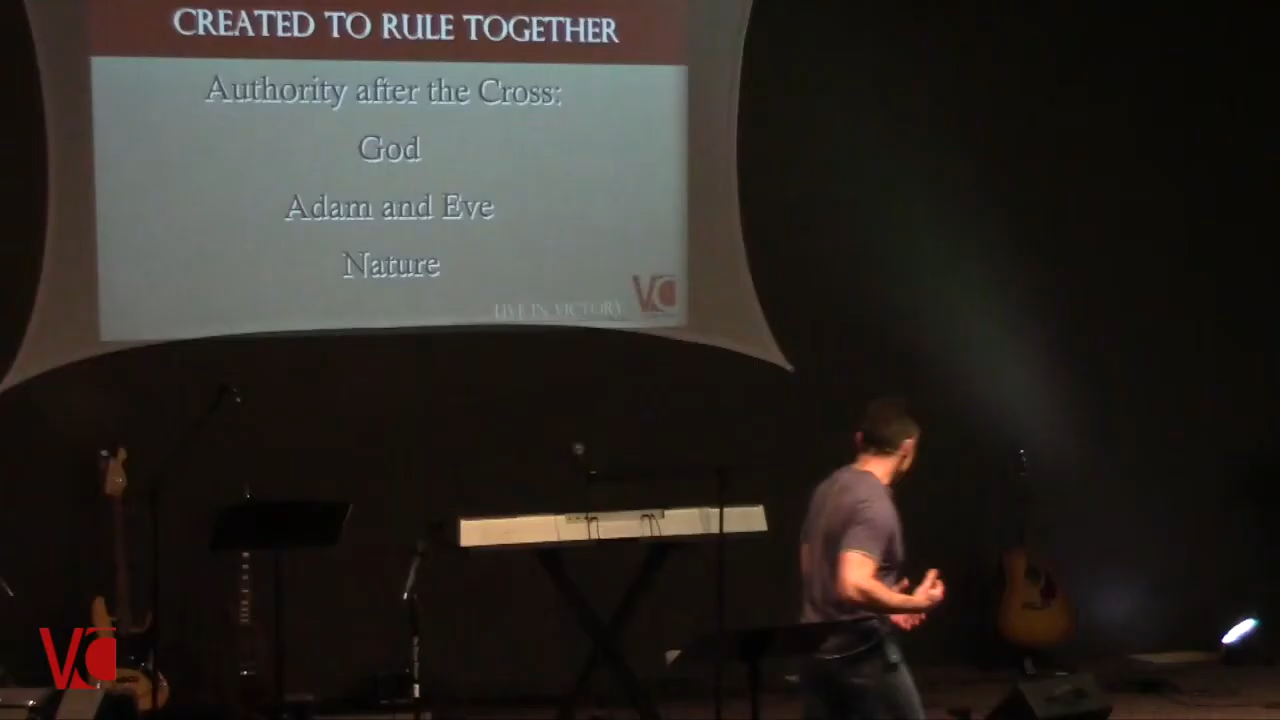 CREATED TO RULE TOGETHER
Authority after the Cross:
God
Adam and Eve
Nature
LIVE IN VICTORY
VC
VC